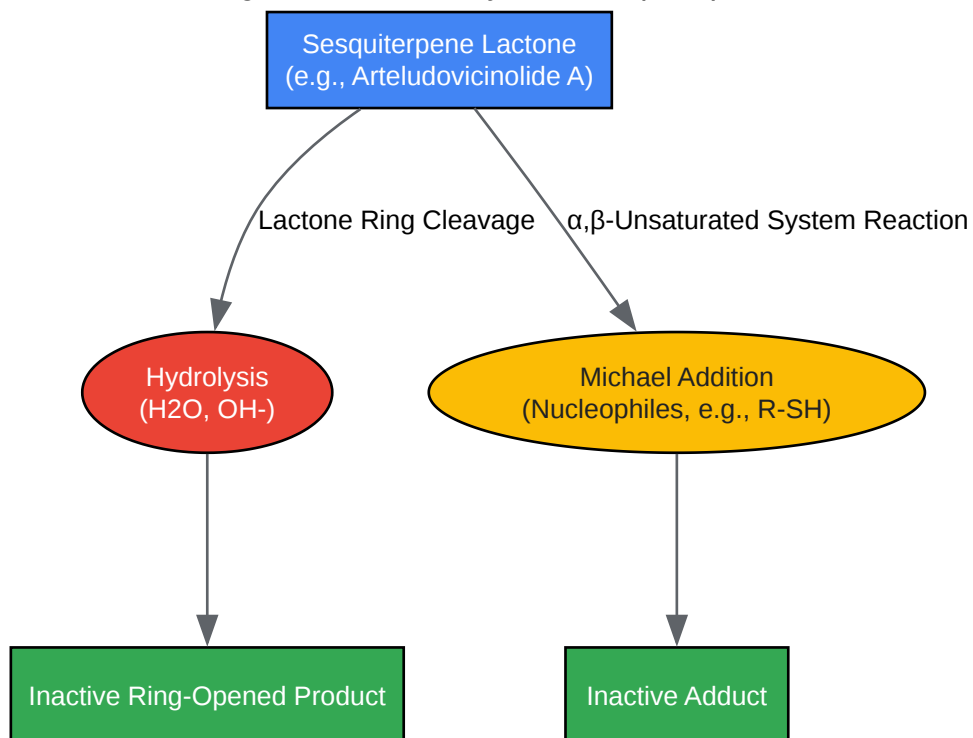 Sesquiterpene Lactone
(e.g., Arteludovicinolide A)
Lactone Ring Cleavage
α,β-Unsaturated System Reaction
Hydrolysis
(H2O, OH-)
Michael Addition
(Nucleophiles, e.g., R-SH)
Inactive Ring-Opened Product
Inactive Adduct